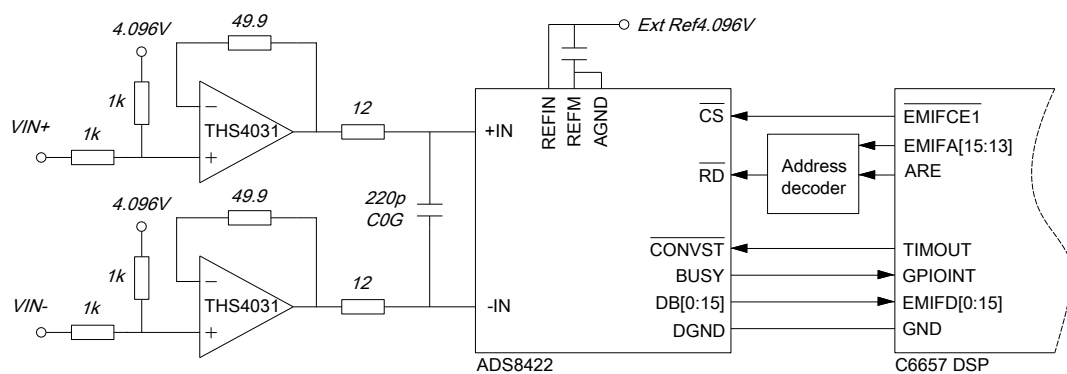 4.096V
49.9
Ext Ref4.096V
1k
1k
VIN+
−
THS4031
+
12
REFIN
REFM
AGND
+IN
CS
EMIFCE1
EMIFA[15:13]
RD
Address
decoder
ARE
220p
C0G
4.096V
49.9
1k
1k
VIN-
−
THS4031
+
12
-IN
CONVST
TIMOUT
BUSY
GPIOINT
DB[0:15]
EMIFD[0:15]
DGND
GND
ADS8422
C6657 DSP